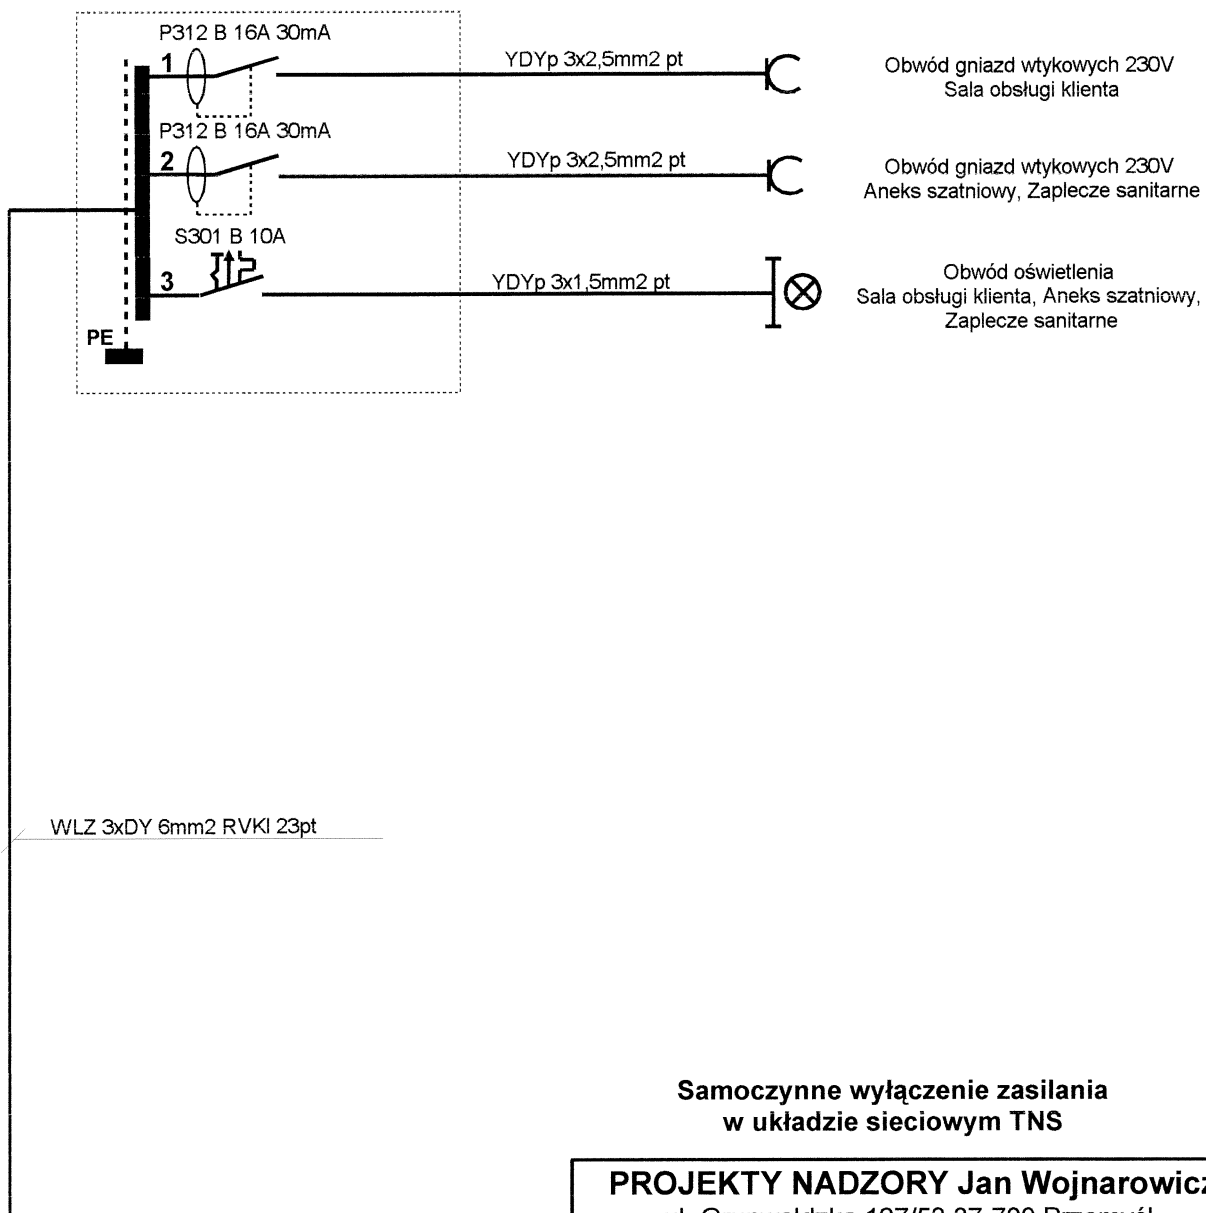 P312 B 16A 30mA
1
YDYp 3x2,5mm2 pt
Obwód gniazd wtykowych 230V
Sala obsługi klienta
P312 B 16A 30mA
2
YDYp 3x2,5mm2 pt
Obwód gniazd wtykowych 230V
Aneks szatniowy, Zaplecze sanitarne
S301 B 10A
3
YDYp 3x1,5mm2 pt
Obwód oświetlenia
Sala obsługi klienta, Aneks szatniowy,
Zaplecze sanitarne
PE
WLZ 3xDY 6mm2 RVKI 23pt
Samoczynne wyłączenie zasilania
w układzie sieciowym TNS
PROJEKTY NADZORY Jan Wojnarowicz